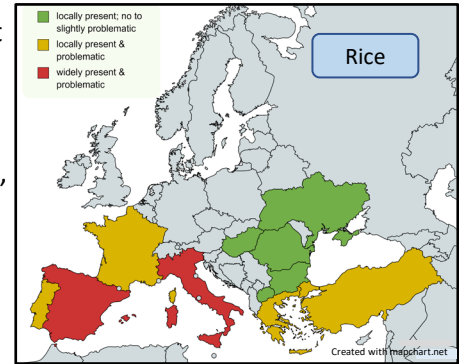 t
,
locally present; no to
slightly problematic
locally present &
problematic
widely present &
problematic
Rice
Created with mapchart.net